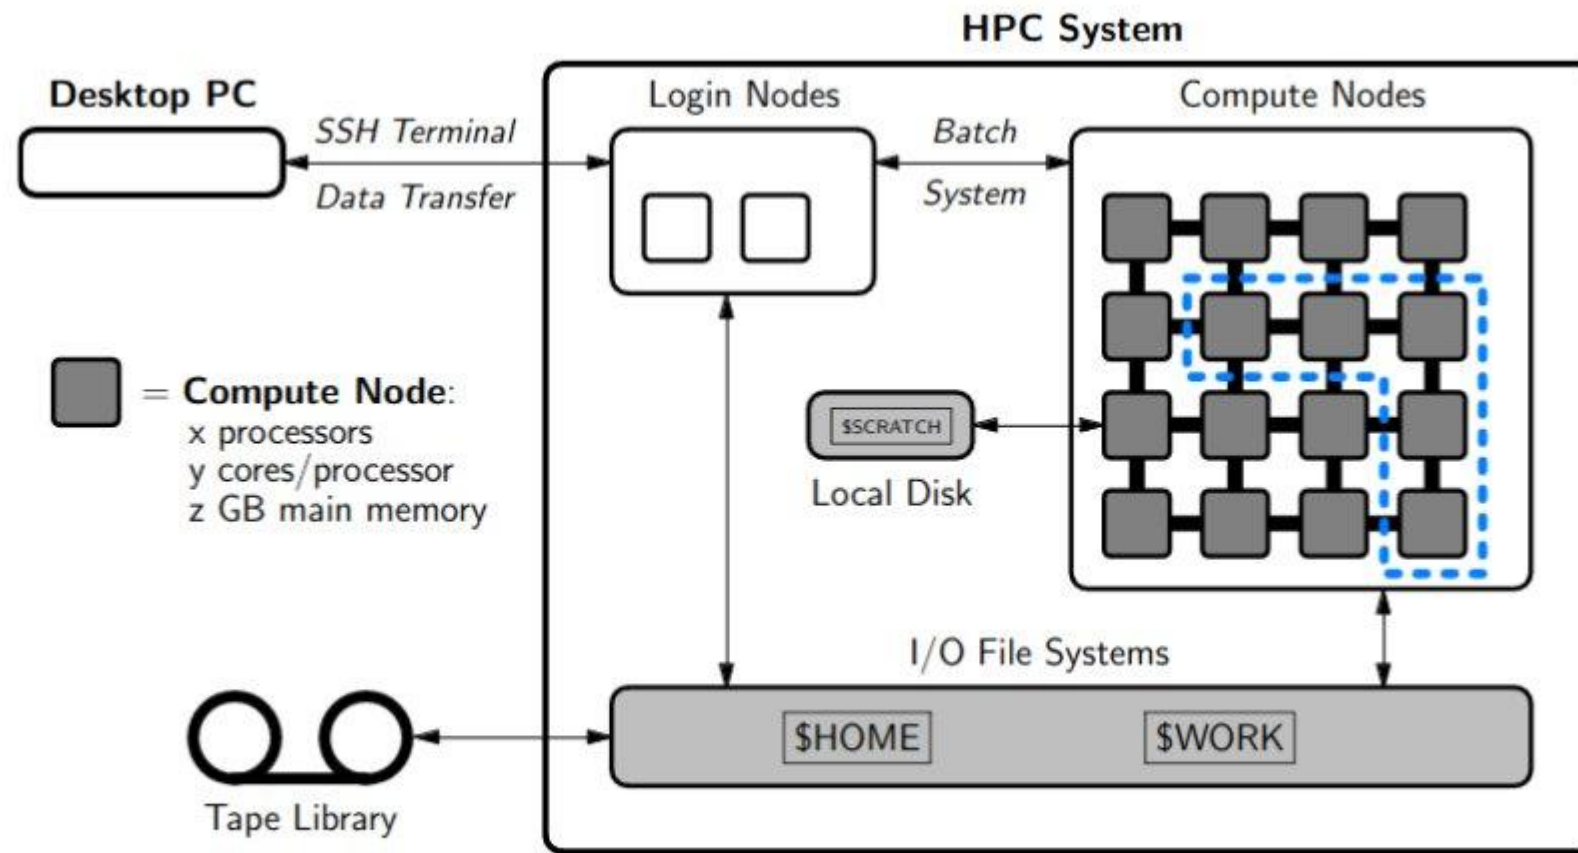 HPC System
Desktop PC
Login Nodes
Compute Nodes
SSH Terminal
Data Transfer
Batch
System
= Compute Node:
x processors
y cores/processor
z GB main memory
$SCRATCH
Local Disk
I/O File Systems
$HOME
$WORK
Tape Library